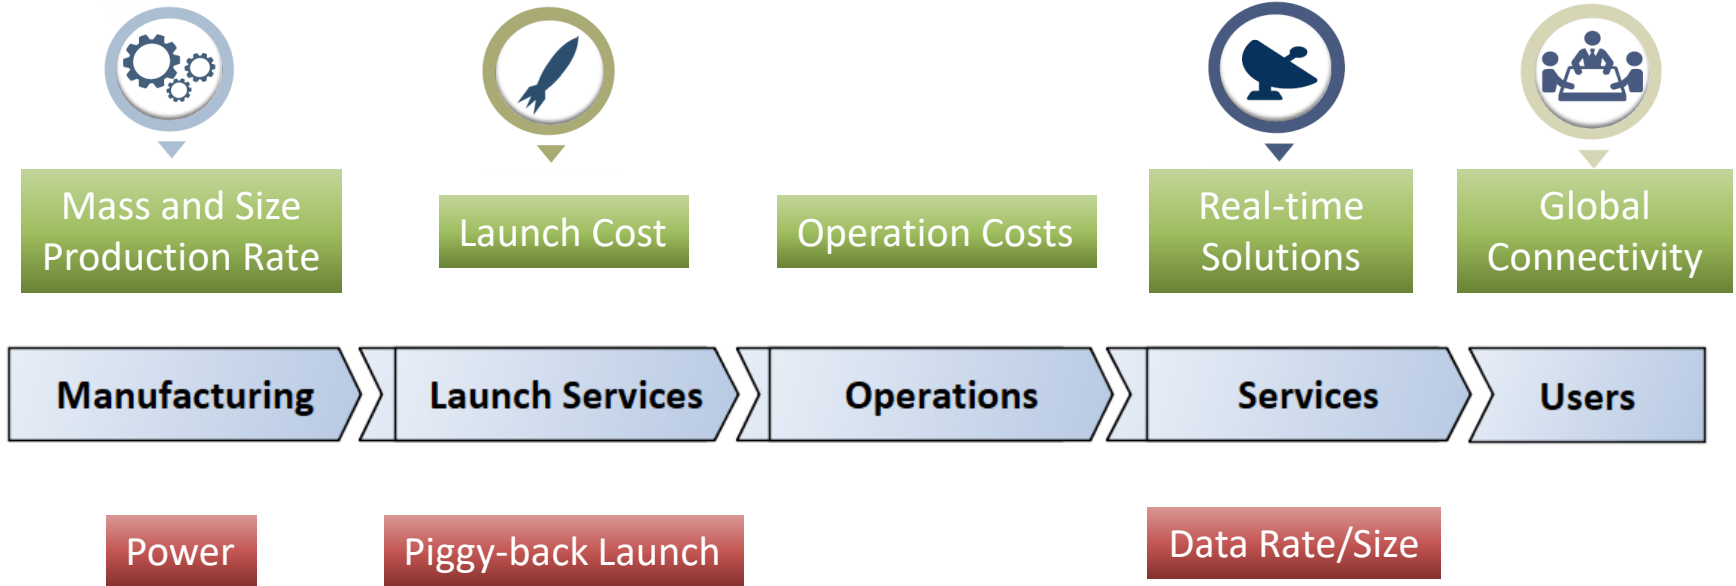 Mass and Size
Production Rate
Launch Cost
Operation Costs
Real-time
Solutions
Global
Connectivity
Manufacturing
Launch Services
Operations
Services
Users
Power
Piggy-back Launch
Data Rate/Size